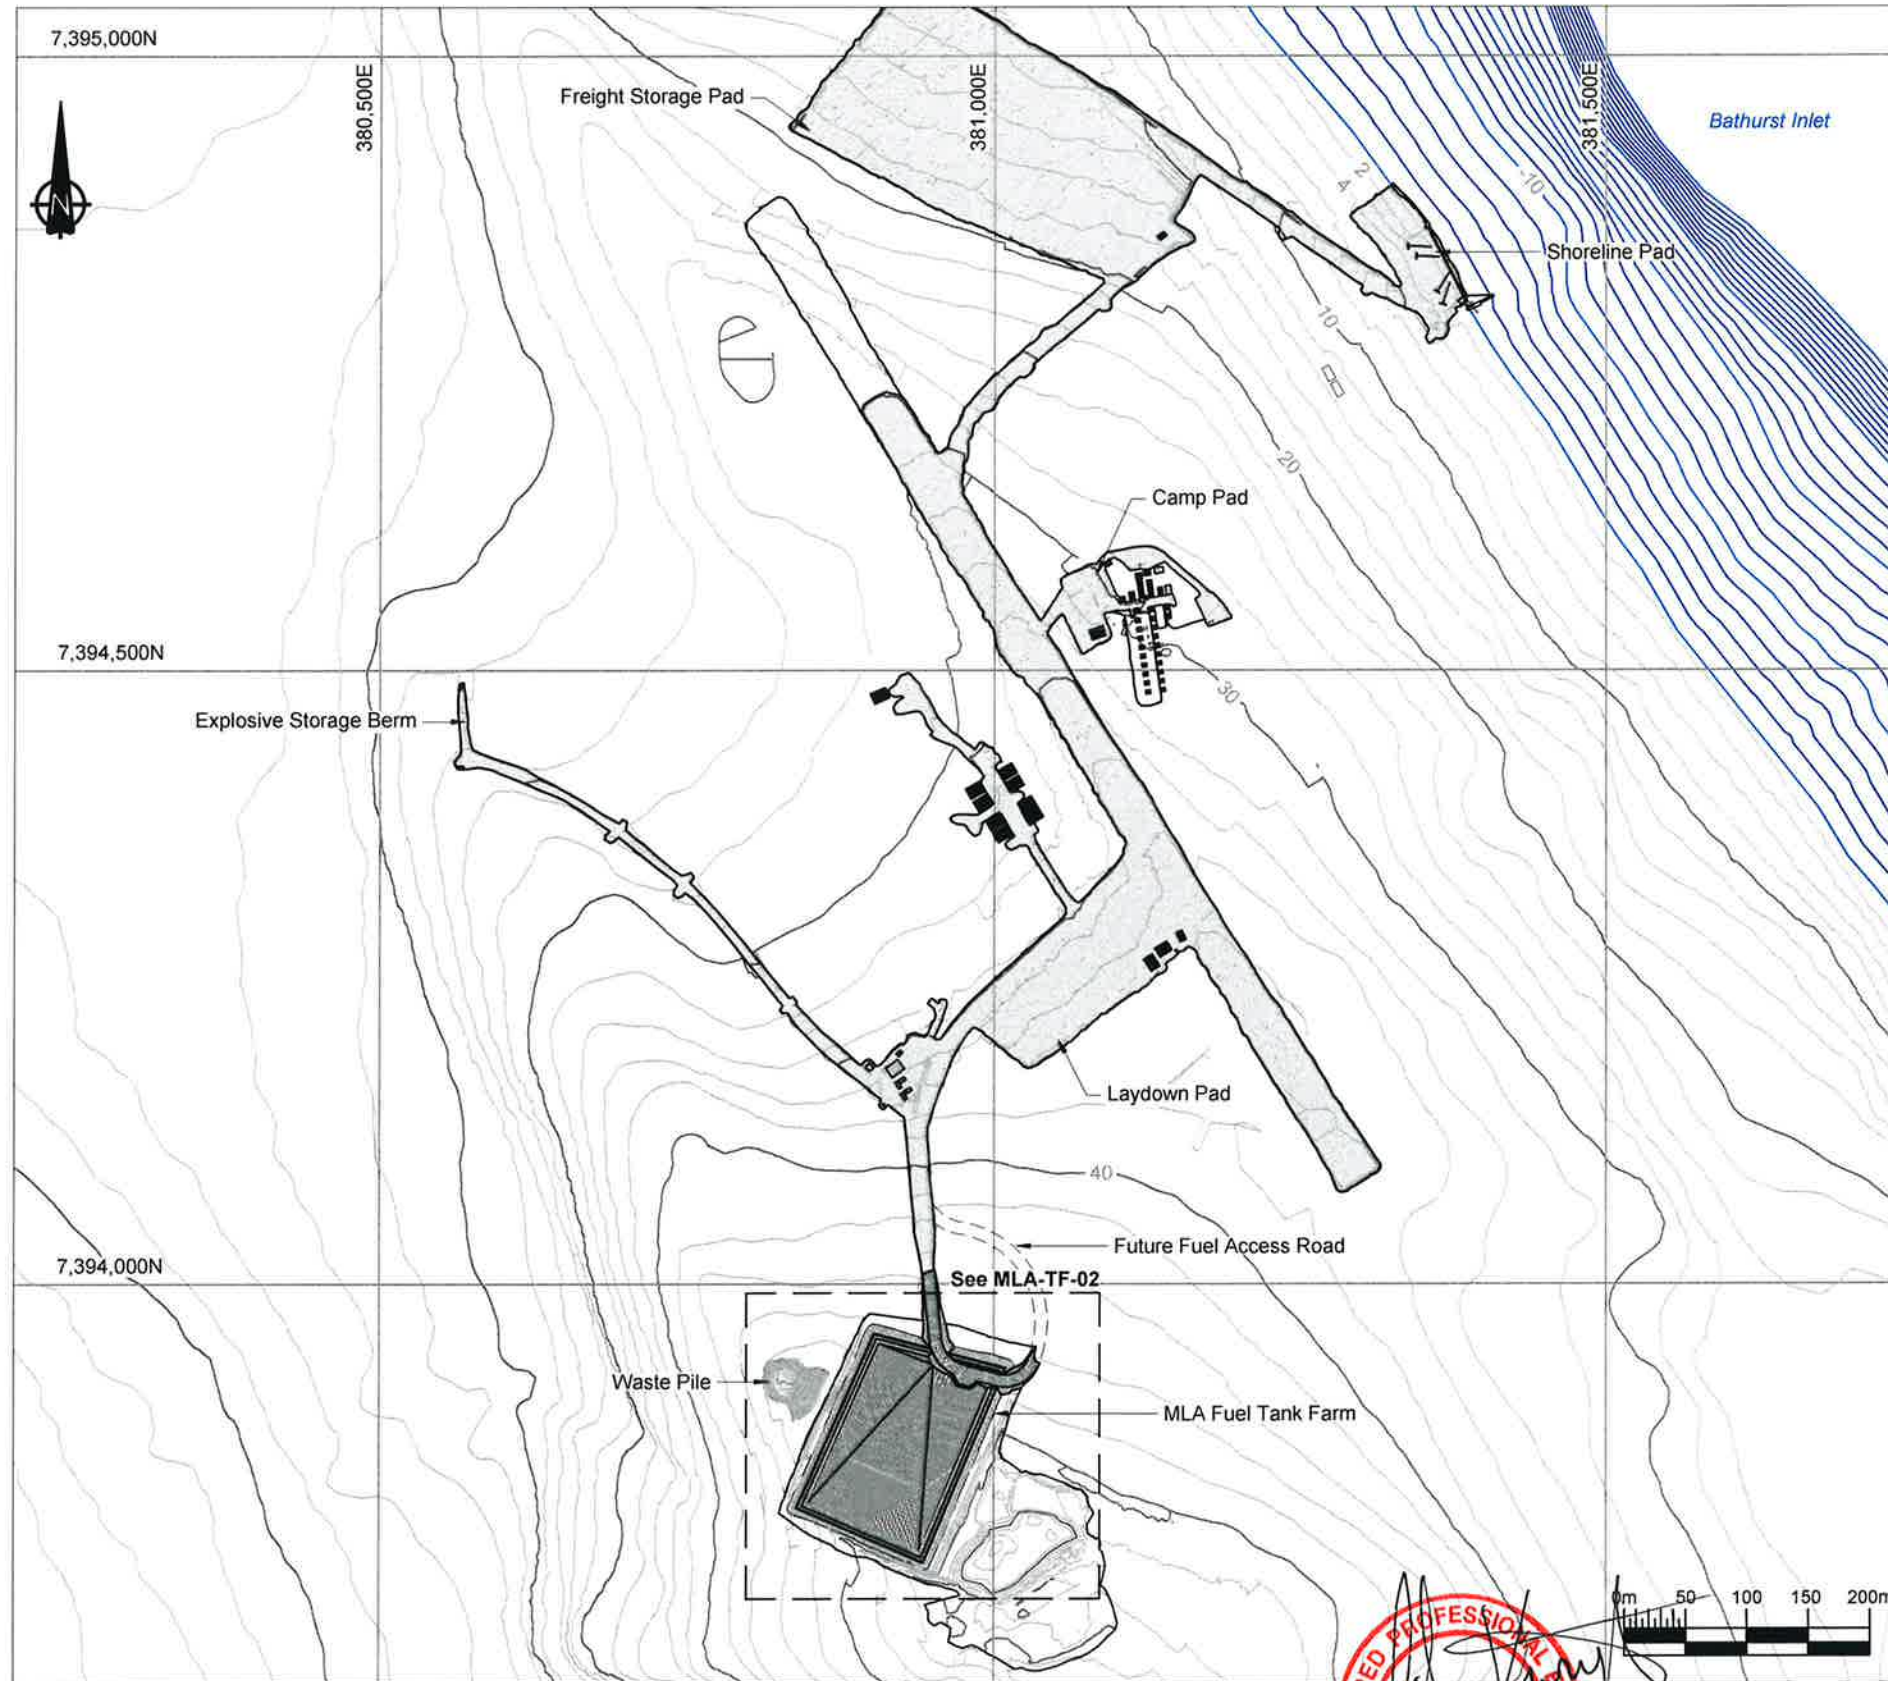 7,395,000N
380,500E
381,000E
381,500E
Bathurst Inlet
Freight Storage Pad
N
2
4
-10
Shoreline Pad
10
20
Camp Pad
7,394,500N
30
Explosive Storage Berm
Laydown Pad
40
Future Fuel Access Road
7,394,000N
See MLA-TF-02
Waste Pile
MLA Fuel Tank Farm
0m 50 100 150 200m
PROFESSIONAL